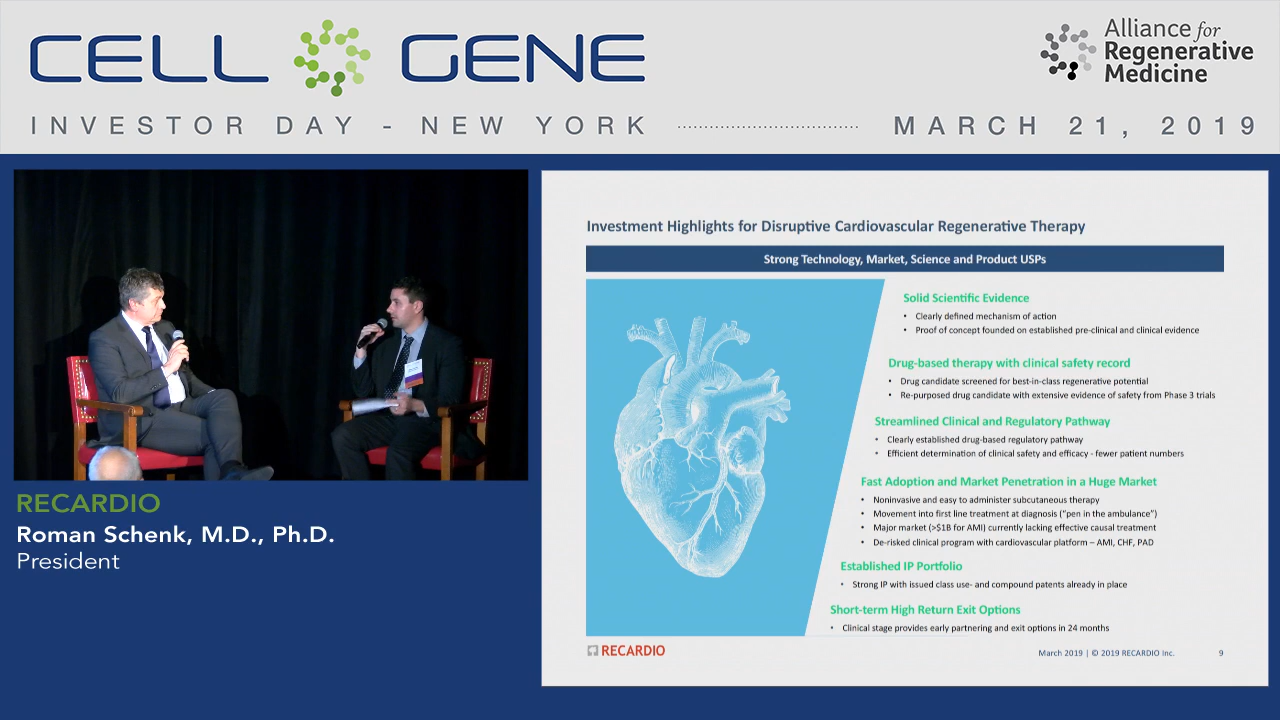 CELL GENE
Alliance for
Regenerative
Medicine
INVESTOR DAY - NEW YORK
MARCH 21, 2019
RECARDIO
Roman Schenk, M.D., Ph.D.
President
Investment Highlights for Disruptive Cardiovascular Regenerative Therapy
Strong Technology, Market, Science and Product USPs
Solid Scientific Evidence
• Clearly defined mechanism of action
• Proof of concept founded on established pre-clinical and clinical evidence
Drug-based therapy with clinical safety record
• Drug candidate screened for best-in-class regenerative potential
• Re-purposed drug candidate with extensive evidence of safety from Phase 3 trials
Streamlined Clinical and Regulatory Pathway
• Clearly established drug-based regulatory pathway
• Efficient determination of clinical safety and efficacy - fewer patient numbers
Fast Adoption and Market Penetration in a Huge Market
• Noninvasive and easy to administer subcutaneous therapy
• Movement into first line treatment at diagnosis (“pen in the ambulance”)
• Major market (>$1B for AMI) currently lacking effective causal treatment
• De-risked clinical program with cardiovascular platform – AMI, CHF, PAD
Established IP Portfolio
• Strong IP with issued class use- and compound patents already in place
Short-term High Return Exit Options
• Clinical stage provides early partnering and exit options in 24 months
RECARDIO
March 2019 | © 2019 RECARDIO Inc.
9